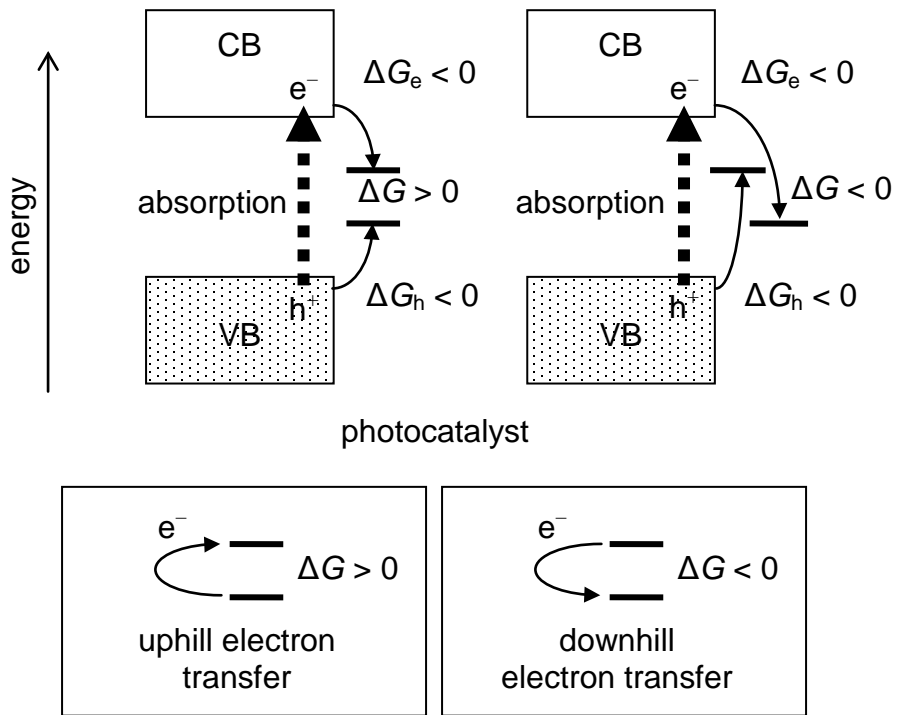 CB
ΔGe < 0
e−
absorption
ΔG > 0
h+
VB
ΔGh < 0
energy
CB
ΔGe < 0
e−
absorption
ΔG < 0
h+
VB
ΔGh < 0
photocatalyst
e−
ΔG > 0
uphill electron
transfer
e−
ΔG < 0
downhill
electron transfer